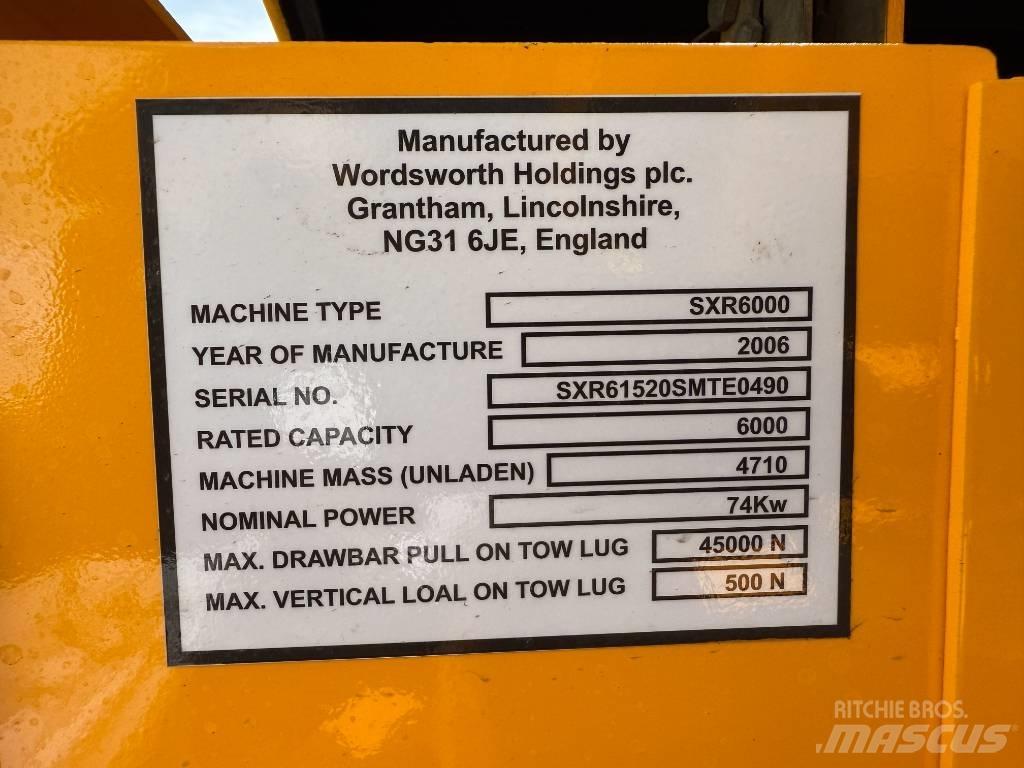 Manufactured by
Wordsworth Holdings plc.
Grantham, Lincolnshire,
NG31 6JE, England
MACHINE TYPE SXR6000
YEAR OF MANUFACTURE 2006
SERIAL NO. SXR61520SMTE0490
RATED CAPACITY 6000
MACHINE MASS (UNLADEN) 4710
NOMINAL POWER 74Kw
MAX. DRAWBAR PULL ON TOW LUG 45000 N
MAX. VERTICAL LOAL ON TOW LUG 500 N
RITCHIE BROS.
MASCUS